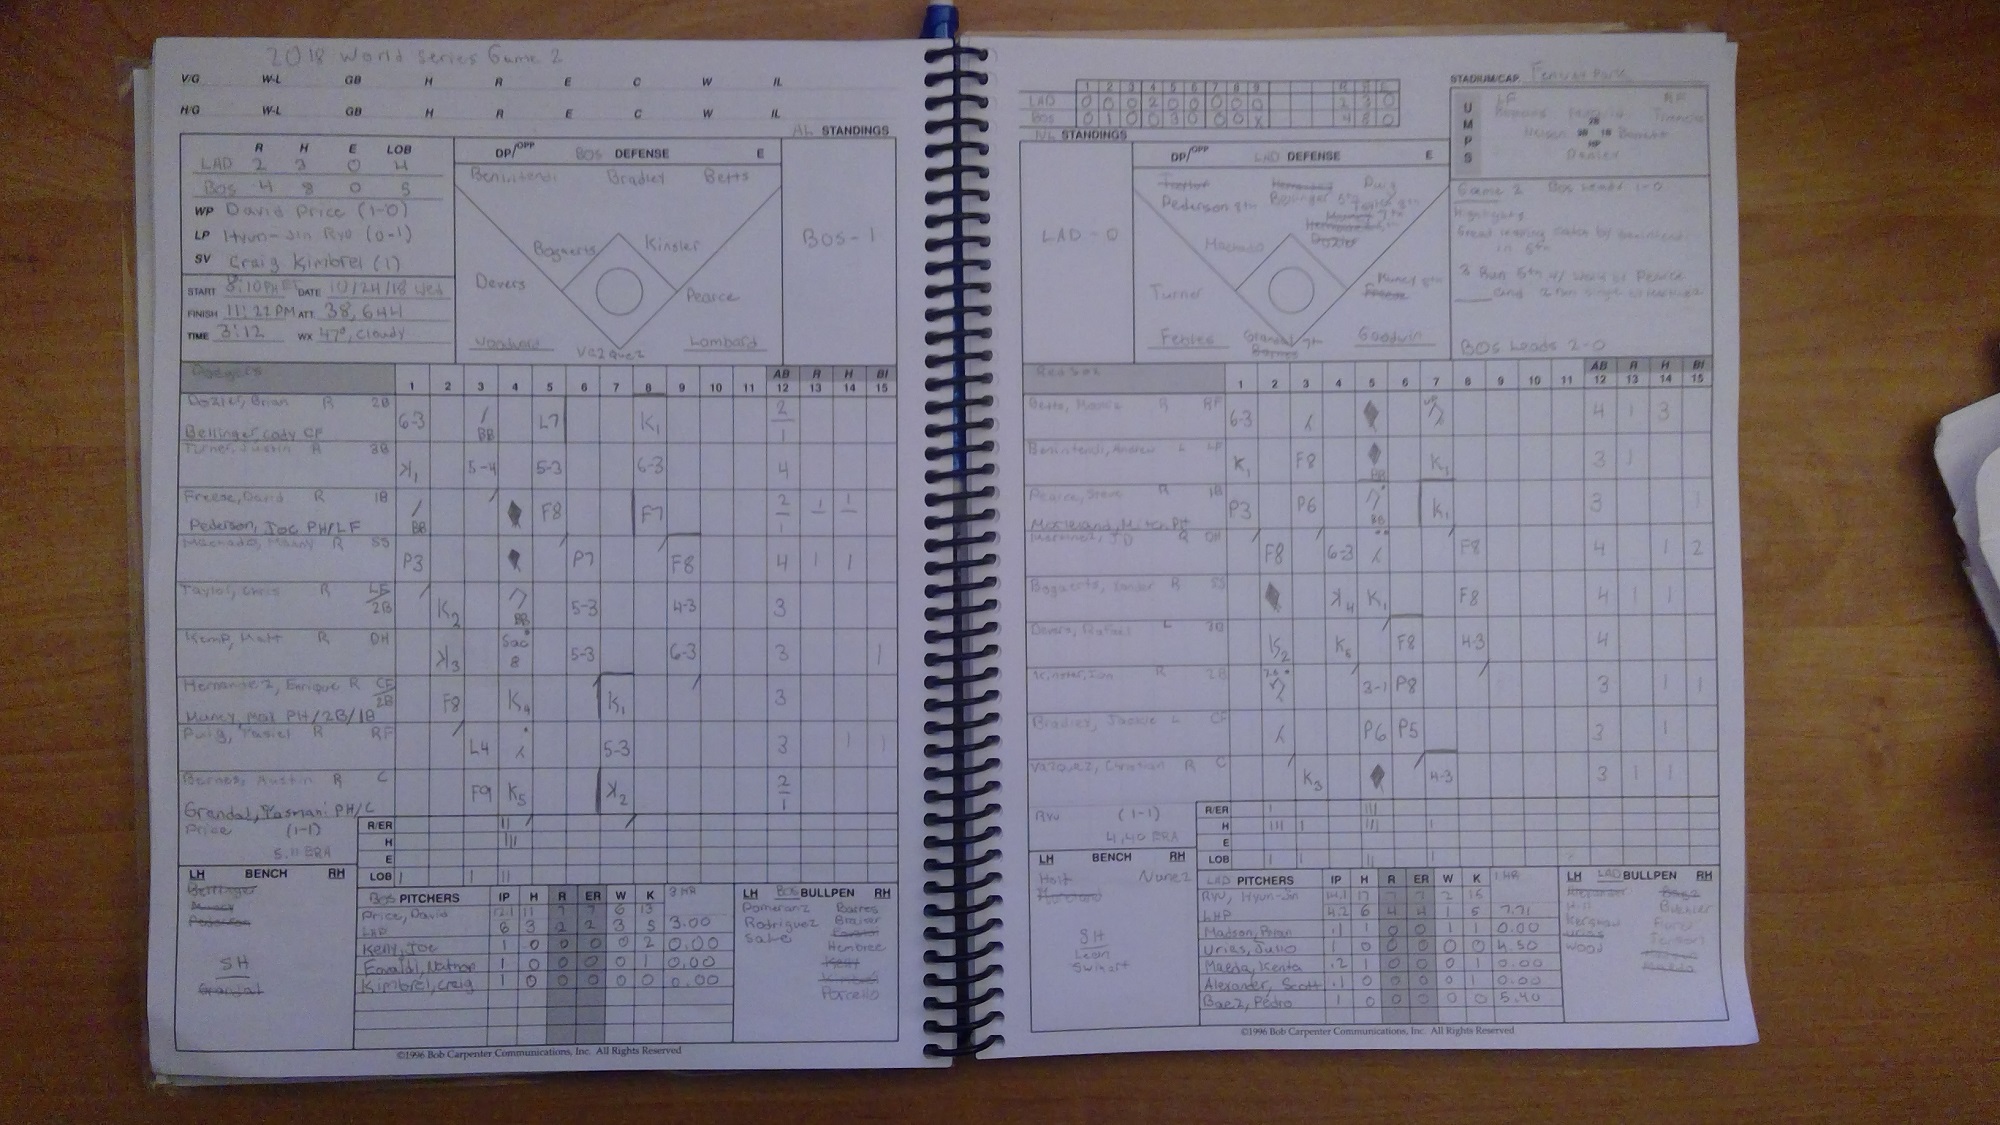 2018 World Series Game 2
V/G W-L GB H R E C W IL
H/G W-L GB H R E C W IL
AL STANDINGS
BOS-1
R H E LOB
LAD 2 3 0 4
BOS 4 8 0 5
WP David Price (1-0)
LP Hyun-Jin Ryu (0-1)
SV Craig Kimbrel (1)
START 8:10PM ET DATE 10/24/18 Wed
FINISH 11:22 PM ATT 38,644
TIME 3:12 WX 47°, Cloudy
DP/OPP BOS DEFENSE E
Benintendi Bradley Betts
Bogaerts Kinsler
Devers Pearce
Vanover Vazquez Lombard
Dodgers 1 2 3 4 5 6 7 8 9 10 11 AB 12 R 13 H 14 BI 15
Dozier, Brian R 2B 6-3 BB L7 K1 2
Bellinger, Cody CF 1
Turner, Justin R 3B K1 5-4 5-3 6-3 4
Freese, David R 1B BB F8 F7 2 1 1
Pederson, Joc PH/LF 1
Machado, Manny R SS P3 P7 F8 4 1 1
Taylor, Chris R LF/2B K2 BB 5-3 4-3 3
Kemp, Matt R DH K3 Sac 8 5-3 6-3 3 1
Hernandez, Enrique R CF/2B F8 K4 K1 3
Muncy, Max PH/2B/1B
Puig, Yasiel R RF L4 5-3 3 1 1
Barnes, Austin R C F9 K5 K2 2
Grandal, Yasmani PH/C 1
Price (1-1)
5.11 ERA
R/ER
H
E
LOB
LH BENCH RH
Bellinger
Muncy
Pederson
SH
Grandal
BOS PITCHERS IP H R ER W K
Price, David
LHP 6 3 2 2 3 5 3.00
Kelly, Joe 1 0 0 0 0 2 0.00
Eovaldi, Nathan 1 0 0 0 0 1 0.00
Kimbrel, Craig 1 0 0 0 0 0 0.00
LH BOS BULLPEN RH
Pomeranz Barnes
Rodriguez Brasier
Sale
Hembree
Kelly
Kimbrel
Porcello
©1996 Bob Carpenter Communications, Inc. All Rights Reserved
1 2 3 4 5 6 7 8 9 R H E
LAD 0 0 0 2 0 0 0 0 0 2 3 0
BOS 0 1 0 0 3 0 0 0 X 4 8 0
NL STANDINGS
LAD-0
STADIUM/CAP. Fenway Park
UMPS
LF RF
DP/OPP LAD DEFENSE E
Taylor Hernandez Puig
Pederson 8th Bellinger 5th Taylor 8th
Muncy 7th
Machado Dozier
Turner Muncy 8th
Freese
Febles Grandal 7th Goodwin
Barnes
Game 2 Bos Leads 1-0
Highlights
Great leaping catch by Benintendi
in 5th
3 Run 5th w/ walk by Pearce
and 2 run single by Martinez
BOS Leads 2-0
Red Sox 1 2 3 4 5 6 7 8 9 10 11 AB 12 R 13 H 14 BI 15
Betts, Mookie R RF 6-3 4 1 3
Benintendi, Andrew L LF K1 F8 BB K1 3 1
Pearce, Steve R 1B P3 P6 BB K1 3 1
Moreland, Mitch PH
Martinez, JD R DH F8 6-3 F8 4 1 2
Bogaerts, Xander R SS K4 K1 F8 4 1 1
Devers, Rafael L 3B K2 K5 F8 4-3 4
Kinsler, Ian R 2B 3-1 P8 3 1 1
Bradley, Jackie L CF P6 P5 3 1
Vazquez, Christian R C K3 4-3 3 1 1
Ryu (1-1)
4.40 ERA
R/ER
H
E
LOB
LH BENCH RH
Holt Nunez
Moreland
SH
Leon
Swihart
LAD PITCHERS IP H R ER W K 1 HR
Ryu, Hyun-Jin
LHP 4.2 6 4 4 1 5 7.71
Madson, Ryan .1 1 0 0 1 1 0.00
Urias, Julio 1 0 0 0 0 0 4.50
Maeda, Kenta .2 1 0 0 0 1 0.00
Alexander, Scott .1 0 0 0 0 1 0.00
Baez, Pedro 1 0 0 0 0 0 5.40
LH LAD BULLPEN RH
Alexander Baez
Hill Buehler
Kershaw Floro
Urias Jansen
Wood
Maeda
©1996 Bob Carpenter Communications, Inc. All Rights Reserved